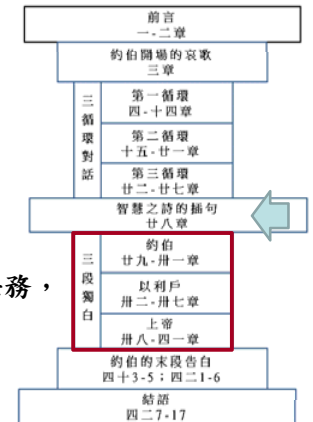 前言
一-二章
約伯開場的哀歌
三章
三循環對話
第一循環
四-十四章
第二循環
十五-廿一章
第三循環
廿二-廿七章
智慧之詩的插句
廿八章
三段獨白
約伯
廿九-卅一章
以利戶
卅二-卅七章
上帝
卅八-四一章
務，
約伯的末段告白
四十3-5；四二1-6
結語
四二7-17